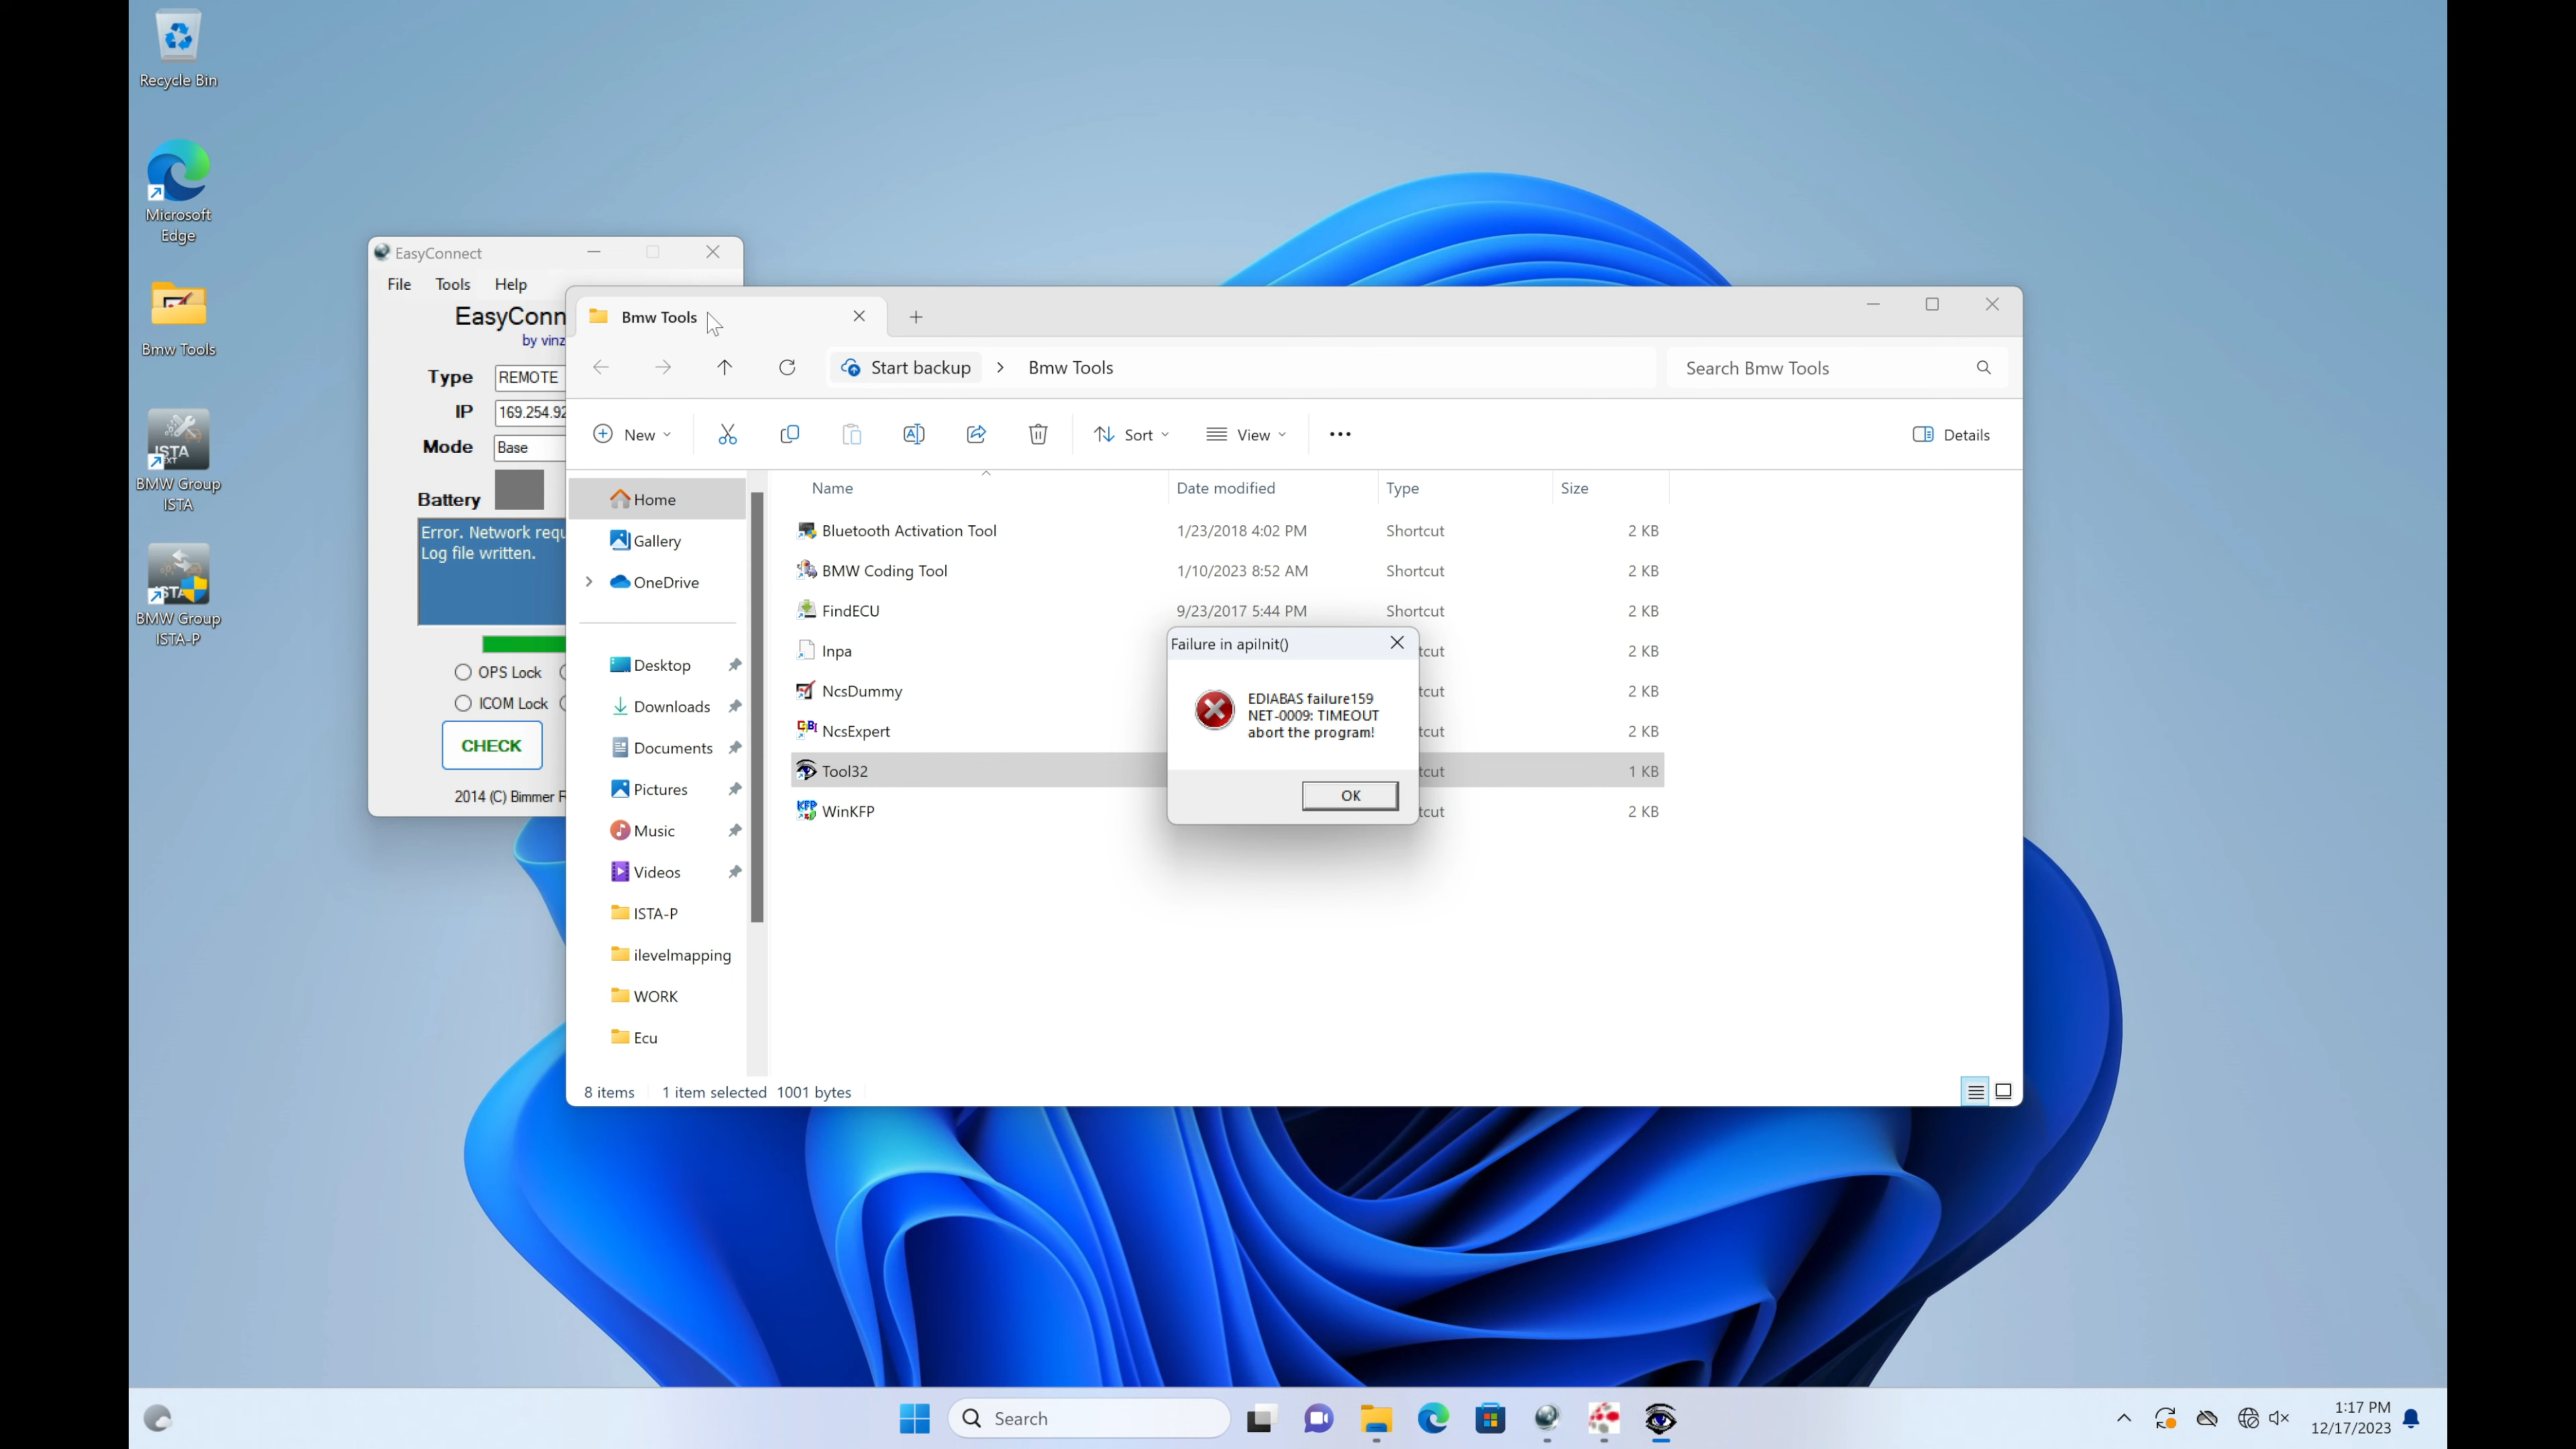 Recycle Bin
Microsoft
Edge
Bmw Tools
ISTA
BMW Group
ISTA
BMW Group
ISTA-P
EasyConnect
File Tools Help
EasyConn
by vinz
Type REMOTE
IP 169.254.92
Mode Base
Battery
Error. Network requ
Log file written.
OPS Lock
ICOM Lock
CHECK
2014 (C) Bimmer
Bmw Tools
Start backup > Bmw Tools
Search Bmw Tools
New
Sort
View
Details
Home
Gallery
OneDrive
Desktop
Downloads
Documents
Pictures
Music
Videos
ISTA-P
ilevelmapping
WORK
Ecu
Name Date modified Type Size
Bluetooth Activation Tool 1/23/2018 4:02 PM Shortcut 2 KB
BMW Coding Tool 1/10/2023 8:52 AM Shortcut 2 KB
FindECU 9/23/2017 5:44 PM Shortcut 2 KB
Inpa tcut 2 KB
NcsDummy tcut 2 KB
NcsExpert tcut 2 KB
Tool32 tcut 1 KB
WinKFP tcut 2 KB
Failure in apiInit()
EDIABAS failure159
NET-0009: TIMEOUT
abort the program!
OK
8 items 1 item selected 1001 bytes
Search
1:17 PM
12/17/2023